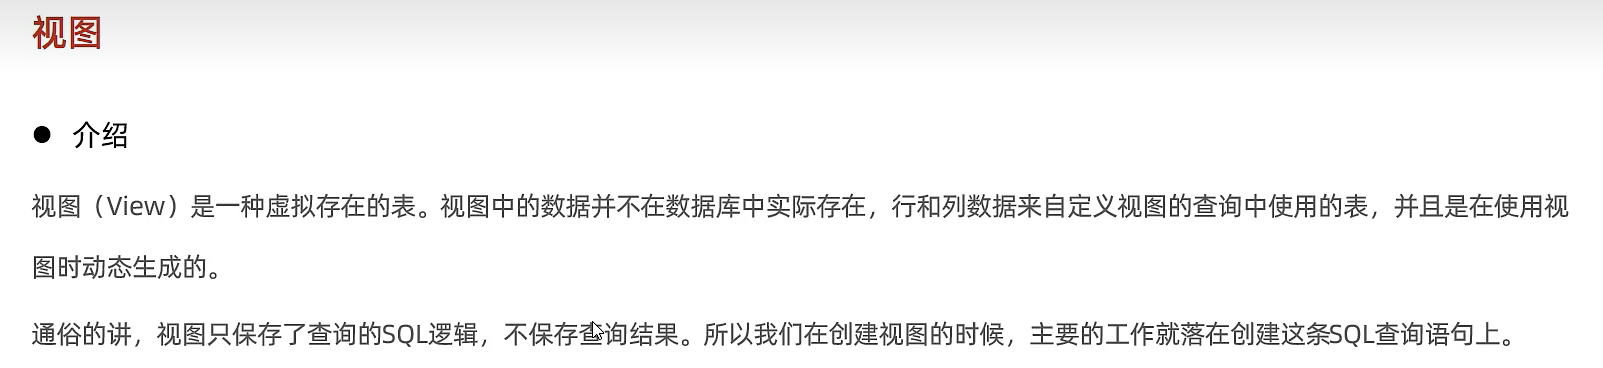 视图
● 介绍
视图（View）是一种虚拟存在的表。视图中的数据并不在数据库中实际存在，行和列数据来自定义视图的查询中使用的表，并且是在使用视
图时动态生成的。
通俗的讲，视图只保存了查询的SQL逻辑，不保存查询结果。所以我们在创建视图的时候，主要的工作就落在创建这条SQL查询语句上。